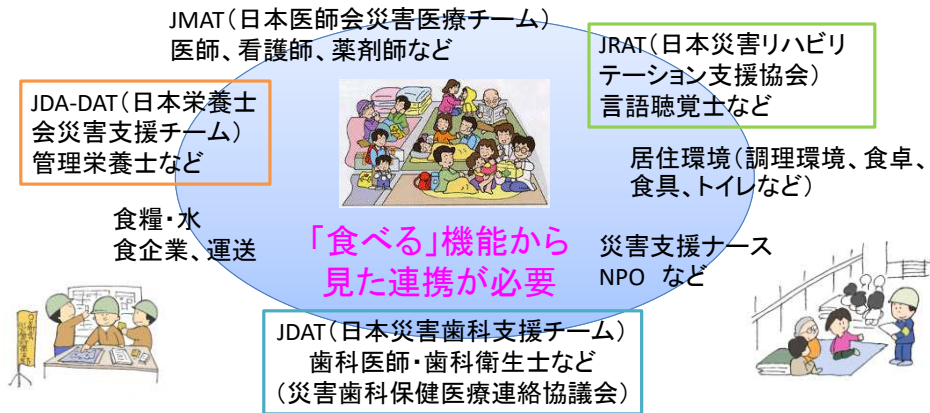 JMAT(日本医師会災害医療チーム)
医師、看護師、薬剤師など
JRAT(日本災害リハビリ
テーション支援協会)
言語聴覚士など
JDA-DAT(日本栄養士
会災害支援チーム)
管理栄養士など
居住環境(調理環境、食卓、
食具、トイレなど)
食糧・水
食企業、運送
「食べる」機能から
見た連携が必要
災害支援ナース
NPO など
JDAT(日本災害歯科支援チーム)
歯科医師・歯科衛生士など
(災害歯科保健医療連絡協議会)